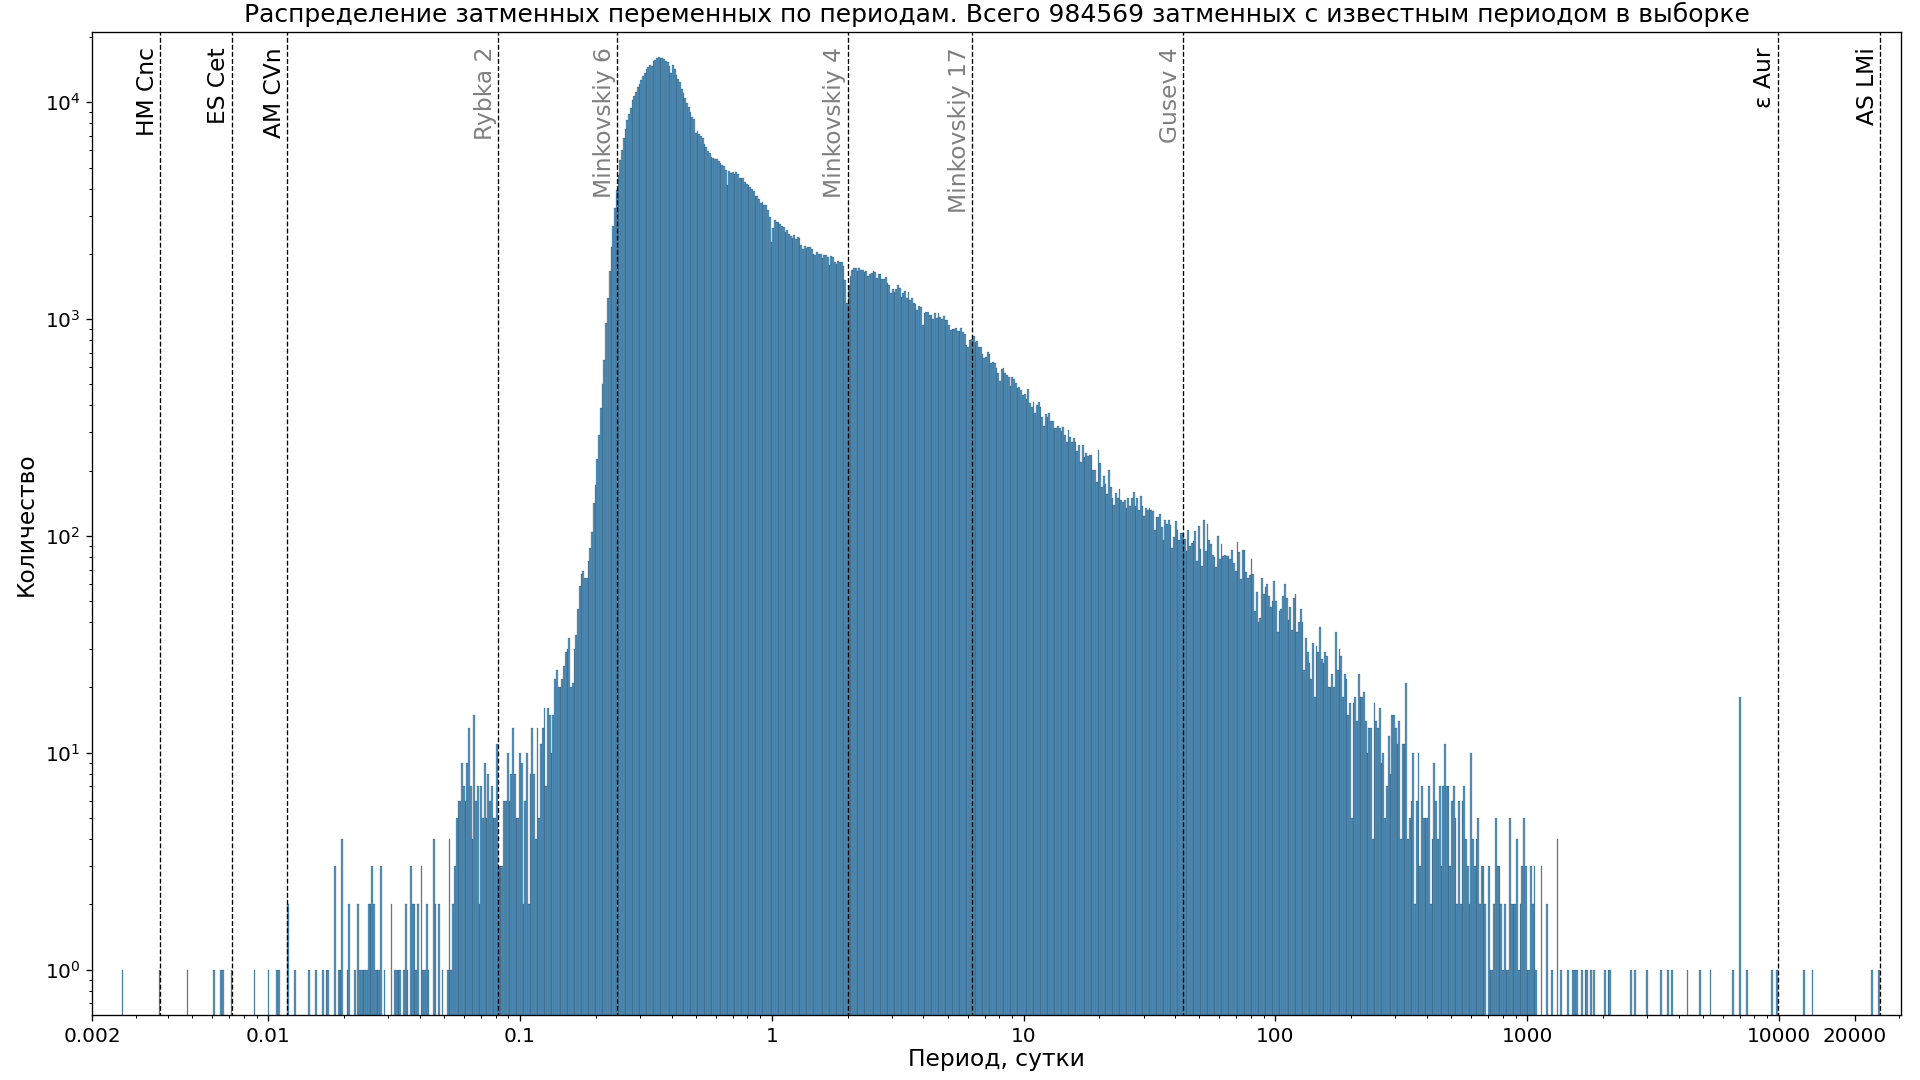 Распределение затменных переменных по периодам. Всего 984569 затменных с известным периодом в выборке
HM Cnc
ES Cet
AM CVn
Rybka 2
Minkovskiy 6
Minkovskiy 4
Minkovskiy 17
Gusev 4
ε Aur
AS LMi
Количество
10⁴
10³
10²
10¹
10⁰
0.002
0.01
0.1
1
10
100
1000
10000
20000
Период, сутки